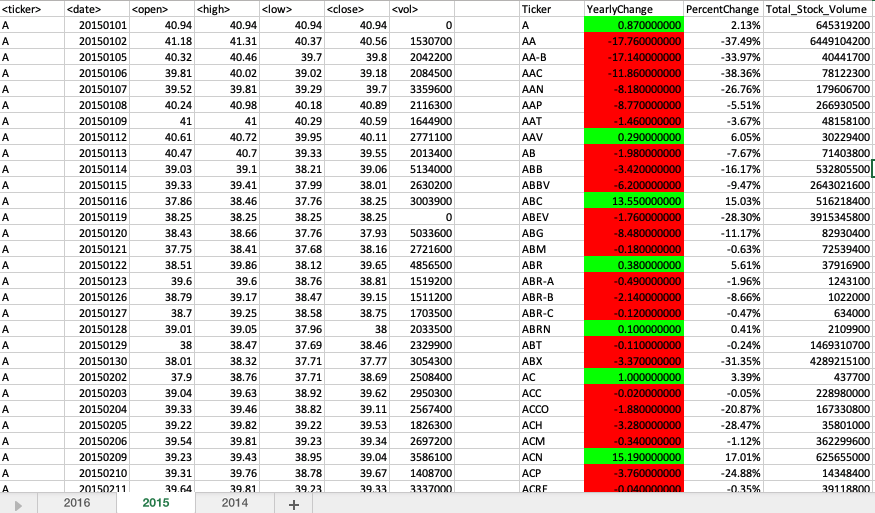 <ticker> <date> <open> <high> <low> <close> <vol> Ticker YearlyChange PercentChange Total_Stock_Volume
A 20150101 40.94 40.94 40.94 40.94 0 A 0.870000000 2.13% 645319200
A 20150102 41.18 41.31 40.37 40.56 1530700 AA -17.760000000 -37.49% 6449104200
A 20150105 40.32 40.46 39.7 39.8 2042200 AA-B -17.140000000 -33.97% 40441700
A 20150106 39.81 40.02 39.02 39.18 2084500 AAC -11.860000000 -38.36% 78122300
A 20150107 39.52 39.81 39.29 39.7 3359600 AAN -8.180000000 -26.76% 179606700
A 20150108 40.24 40.98 40.18 40.89 2116300 AAP -8.770000000 -5.51% 266930500
A 20150109 41 41 40.29 40.59 1644900 AAT -1.460000000 -3.67% 48158100
A 20150112 40.61 40.72 39.95 40.11 2771100 AAV 0.290000000 6.05% 30229400
A 20150113 40.47 40.7 39.33 39.55 2013400 AB -1.980000000 -7.67% 71403800
A 20150114 39.03 39.1 38.21 39.06 5134000 ABB -3.420000000 -16.17% 532805500
A 20150115 39.33 39.41 37.99 38.01 2630200 ABBV -6.200000000 -9.47% 2643021600
A 20150116 37.86 38.46 37.76 38.25 3003900 ABC 13.550000000 15.03% 516218400
A 20150119 38.25 38.25 38.25 38.25 0 ABEV -1.760000000 -28.30% 3915345800
A 20150120 38.43 38.66 37.76 37.93 5033600 ABG -8.480000000 -11.17% 82930400
A 20150121 37.75 38.41 37.68 38.16 2721600 ABM -0.180000000 -0.63% 72539400
A 20150122 38.51 39.86 38.12 39.65 4856500 ABR 0.380000000 5.61% 37916900
A 20150123 39.6 39.6 38.76 38.81 1519200 ABR-A -0.490000000 -1.96% 1243100
A 20150126 38.79 39.17 38.47 39.15 1511200 ABR-B -2.140000000 -8.66% 1022000
A 20150127 38.7 39.25 38.58 38.75 1703500 ABR-C -0.120000000 -0.47% 634000
A 20150128 39.01 39.05 37.96 38 2033500 ABRN 0.100000000 0.41% 2109900
A 20150129 38 38.47 37.69 38.46 2329900 ABT -0.110000000 -0.24% 1469310700
A 20150130 38.01 38.32 37.71 37.77 3054300 ABX -3.370000000 -31.35% 4289215100
A 20150202 37.9 38.76 37.71 38.69 2508400 AC 1.000000000 3.39% 437700
A 20150203 39.04 39.63 38.92 39.62 2950300 ACC -0.020000000 -0.05% 228980000
A 20150204 39.33 39.46 38.82 39.11 2567400 ACCO -1.880000000 -20.87% 167330800
A 20150205 39.22 39.82 39.22 39.53 1826300 ACH -3.280000000 -28.47% 35801000
A 20150206 39.54 39.81 39.23 39.34 2697200 ACM -0.340000000 -1.12% 362299600
A 20150209 39.23 39.43 38.95 39.04 3586100 ACN 15.190000000 17.01% 625655000
A 20150210 39.31 39.76 38.78 39.67 1408700 ACP -3.760000000 -24.88% 14348400
A 20150211 39.64 39.81 39.23 39.33 3337000 ACRE -0.040000000 -0.35% 39118800
2016 2015 2014 +